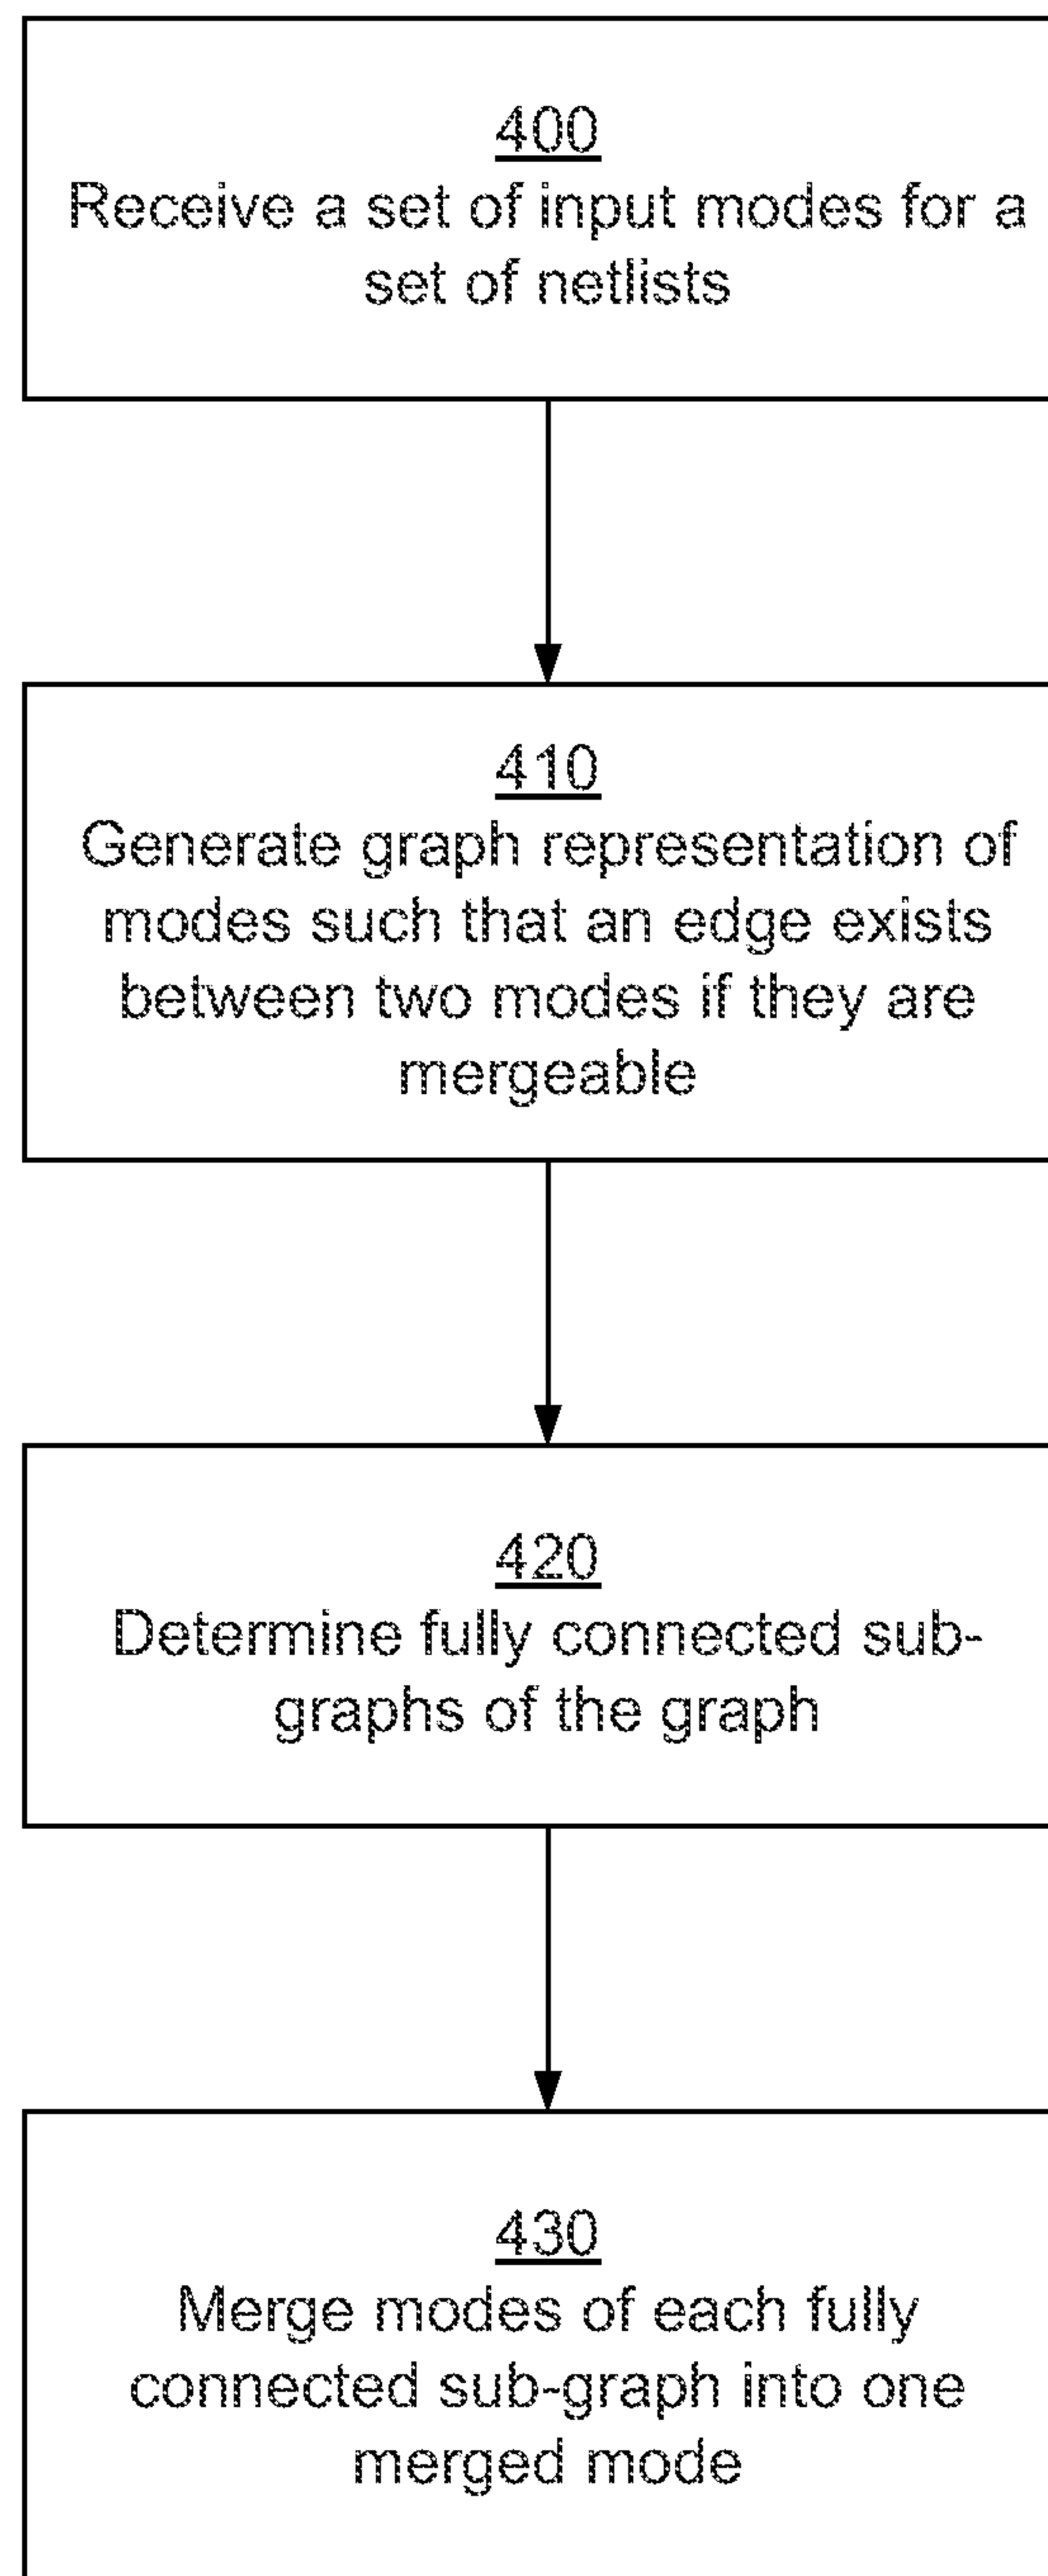 400
Receive a set of input modes for a
set of netlists
410
Generate graph representation of
modes such that an edge exists
between two modes if they are
mergeable
420
Determine fully connected sub-
graphs of the graph
430
Merge modes of each fully
connected sub-graph into one
merged mode